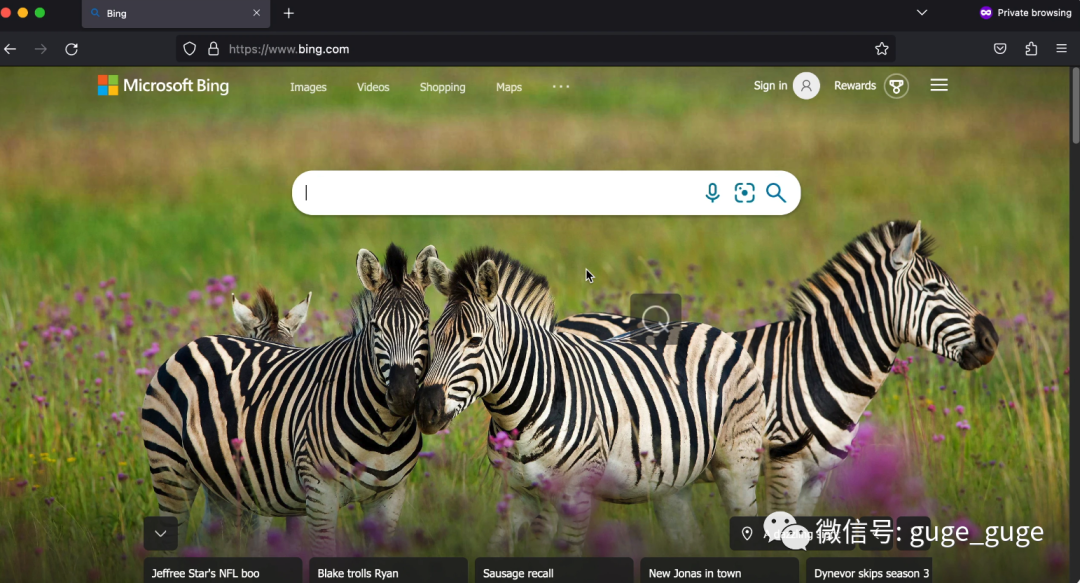 Bing
Private browsing
https://www.bing.com
Microsoft Bing
Images
Videos
Shopping
Maps
Sign in
Rewards
微信号: guge_guge
Jeffree Star's NFL boo
Blake trolls Ryan
Sausage recall
New Jonas in town
Dynevor skips season 3